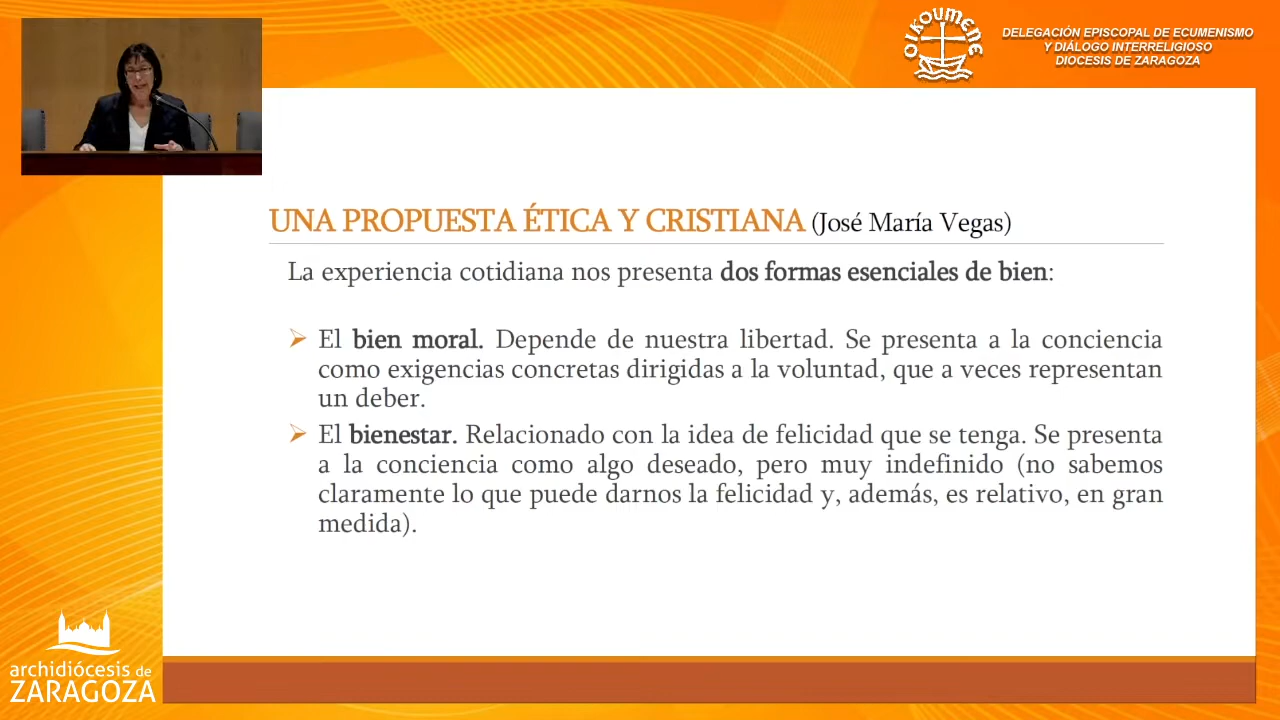 OIKOUMENE
DELEGACIÓN EPISCOPAL DE ECUMENISMO
Y DIÁLOGO INTERRELIGIOSO
DIOCESIS DE ZARAGOZA
UNA PROPUESTA ÉTICA Y CRISTIANA (José María Vegas)
La experiencia cotidiana nos presenta dos formas esenciales de bien:
El bien moral. Depende de nuestra libertad. Se presenta a la conciencia
como exigencias concretas dirigidas a la voluntad, que a veces representan
un deber.
El bienestar. Relacionado con la idea de felicidad que se tenga. Se presenta
a la conciencia como algo deseado, pero muy indefinido (no sabemos
claramente lo que puede darnos la felicidad y, además, es relativo, en gran
medida).
archidiócesis de
ZARAGOZA